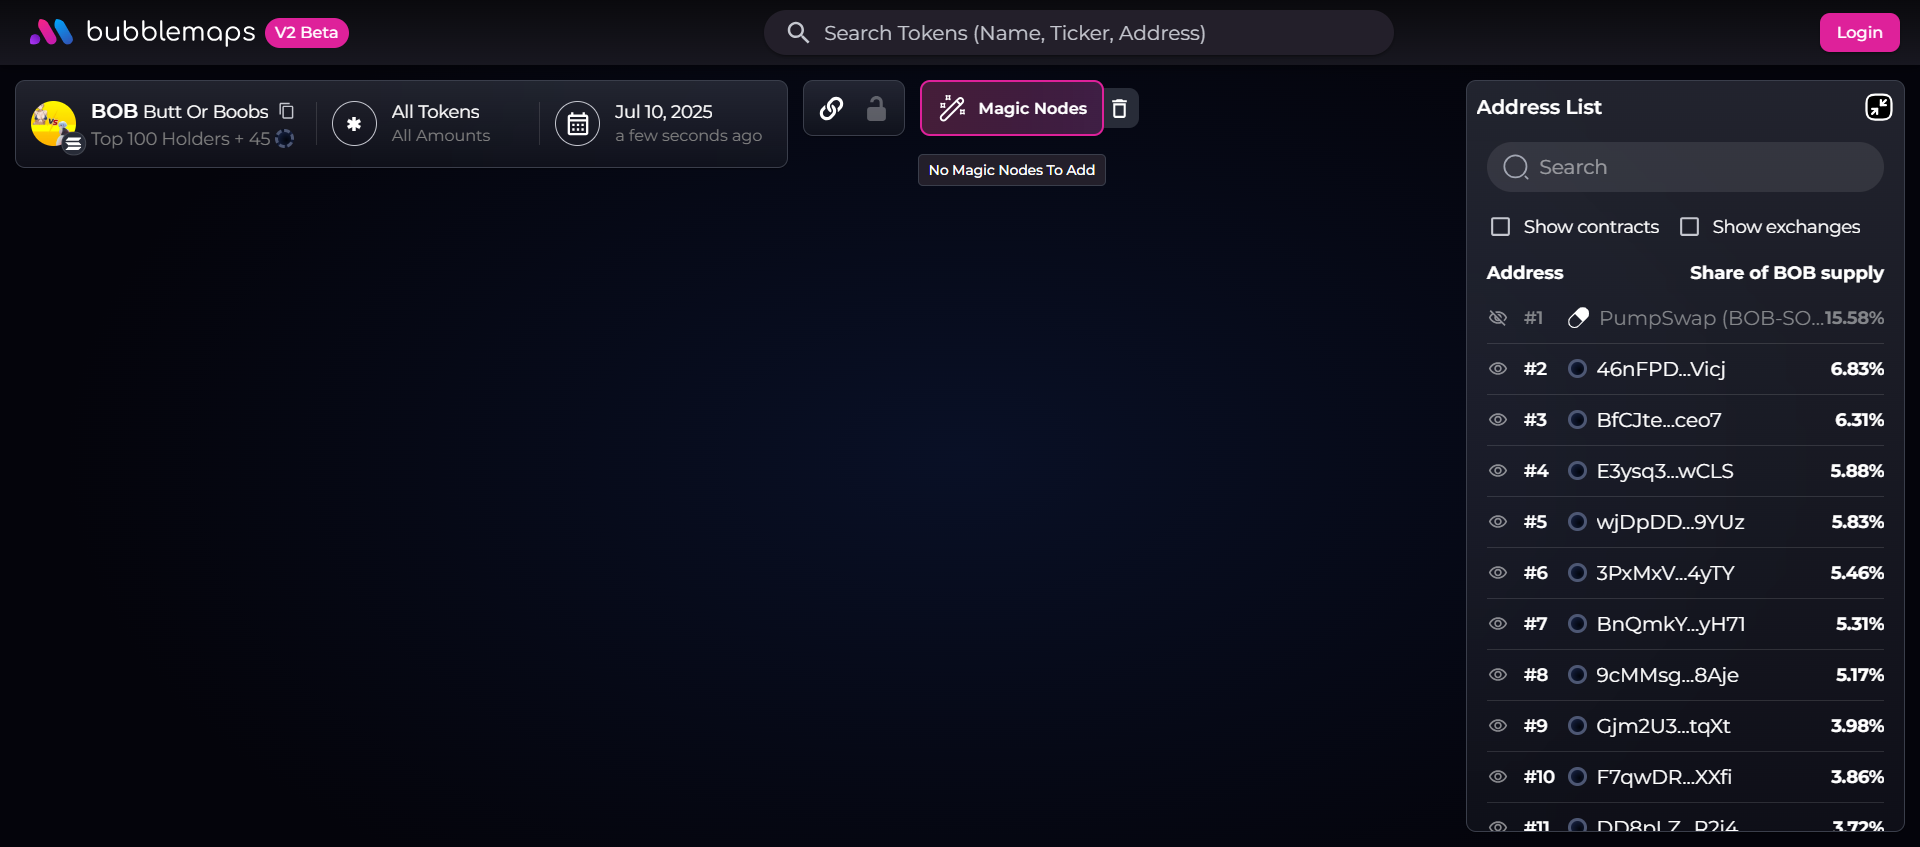 bubblemaps V2 Beta
Search Tokens (Name, Ticker, Address)
Login
BOB Butt Or Boobs
Top 100 Holders + 45
All Tokens
All Amounts
Jul 10, 2025
a few seconds ago
Magic Nodes
No Magic Nodes To Add
Address List
Search
Show contracts Show exchanges
Address Share of BOB supply
#1 PumpSwap (BOB-SO... 15.58%
#2 46nFPD...Vicj 6.83%
#3 BfCJte...ceo7 6.31%
#4 E3ysq3...wCLS 5.88%
#5 wjDpDD...9YUz 5.83%
#6 3PxMxV...4yTY 5.46%
#7 BnQmkY...yH71 5.31%
#8 9cMMsg...8Aje 5.17%
#9 Gjm2U3...tqXt 3.98%
#10 F7qwDR...XXfi 3.86%
#11 3.72%